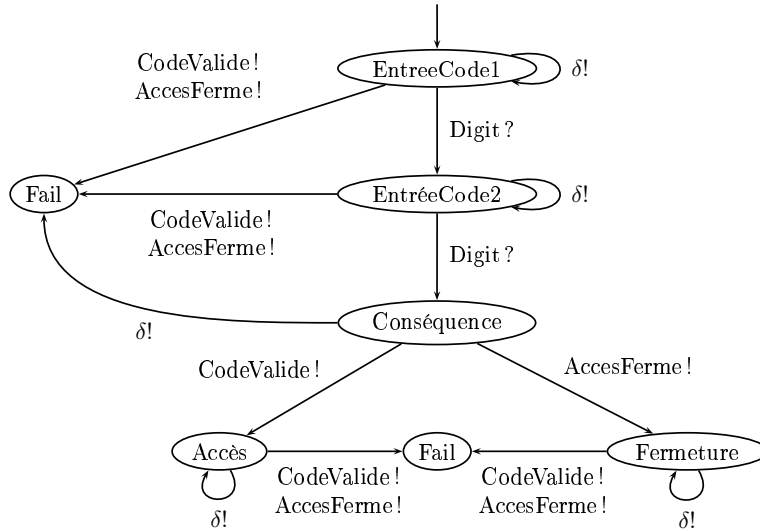 CodeValide !
AccesFerme !
EntreeCode1
δ!
Digit ?
Fail
EntréeCode2
δ!
CodeValide !
AccesFerme !
Digit ?
Conséquence
δ!
CodeValide !
AccesFerme !
Accès
Fail
Fermeture
CodeValide !
AccesFerme !
CodeValide !
AccesFerme !
δ!
δ!